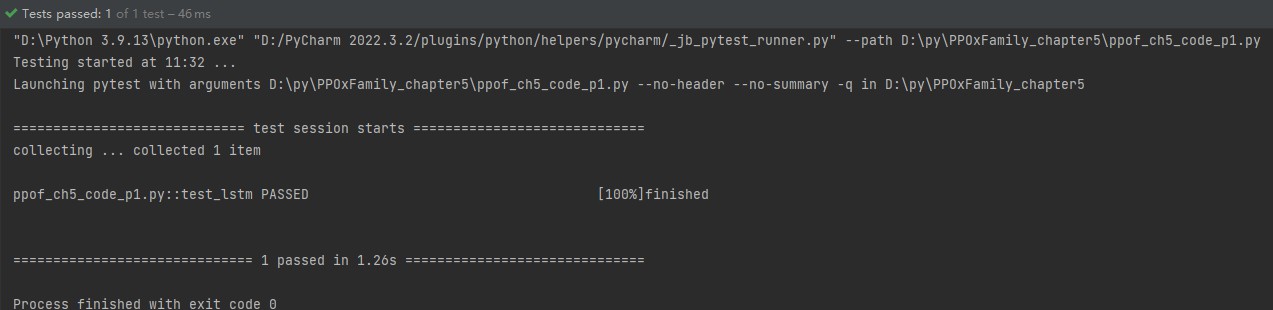 Tests passed: 1 of 1 test – 46 ms
"D:\Python 3.9.13\python.exe" "D:/PyCharm 2022.3.2/plugins/python/helpers/pycharm/_jb_pytest_runner.py" --path D:\py\PPOxFamily_chapter5\ppof_ch5_code_p1.py
Testing started at 11:32 ...
Launching pytest with arguments D:\py\PPOxFamily_chapter5\ppof_ch5_code_p1.py --no-header --no-summary -q in D:\py\PPOxFamily_chapter5
============================= test session starts =============================
collecting ... collected 1 item
ppof_ch5_code_p1.py::test_lstm PASSED                                    [100%]finished
============================== 1 passed in 1.26s ==============================
Process finished with exit code 0